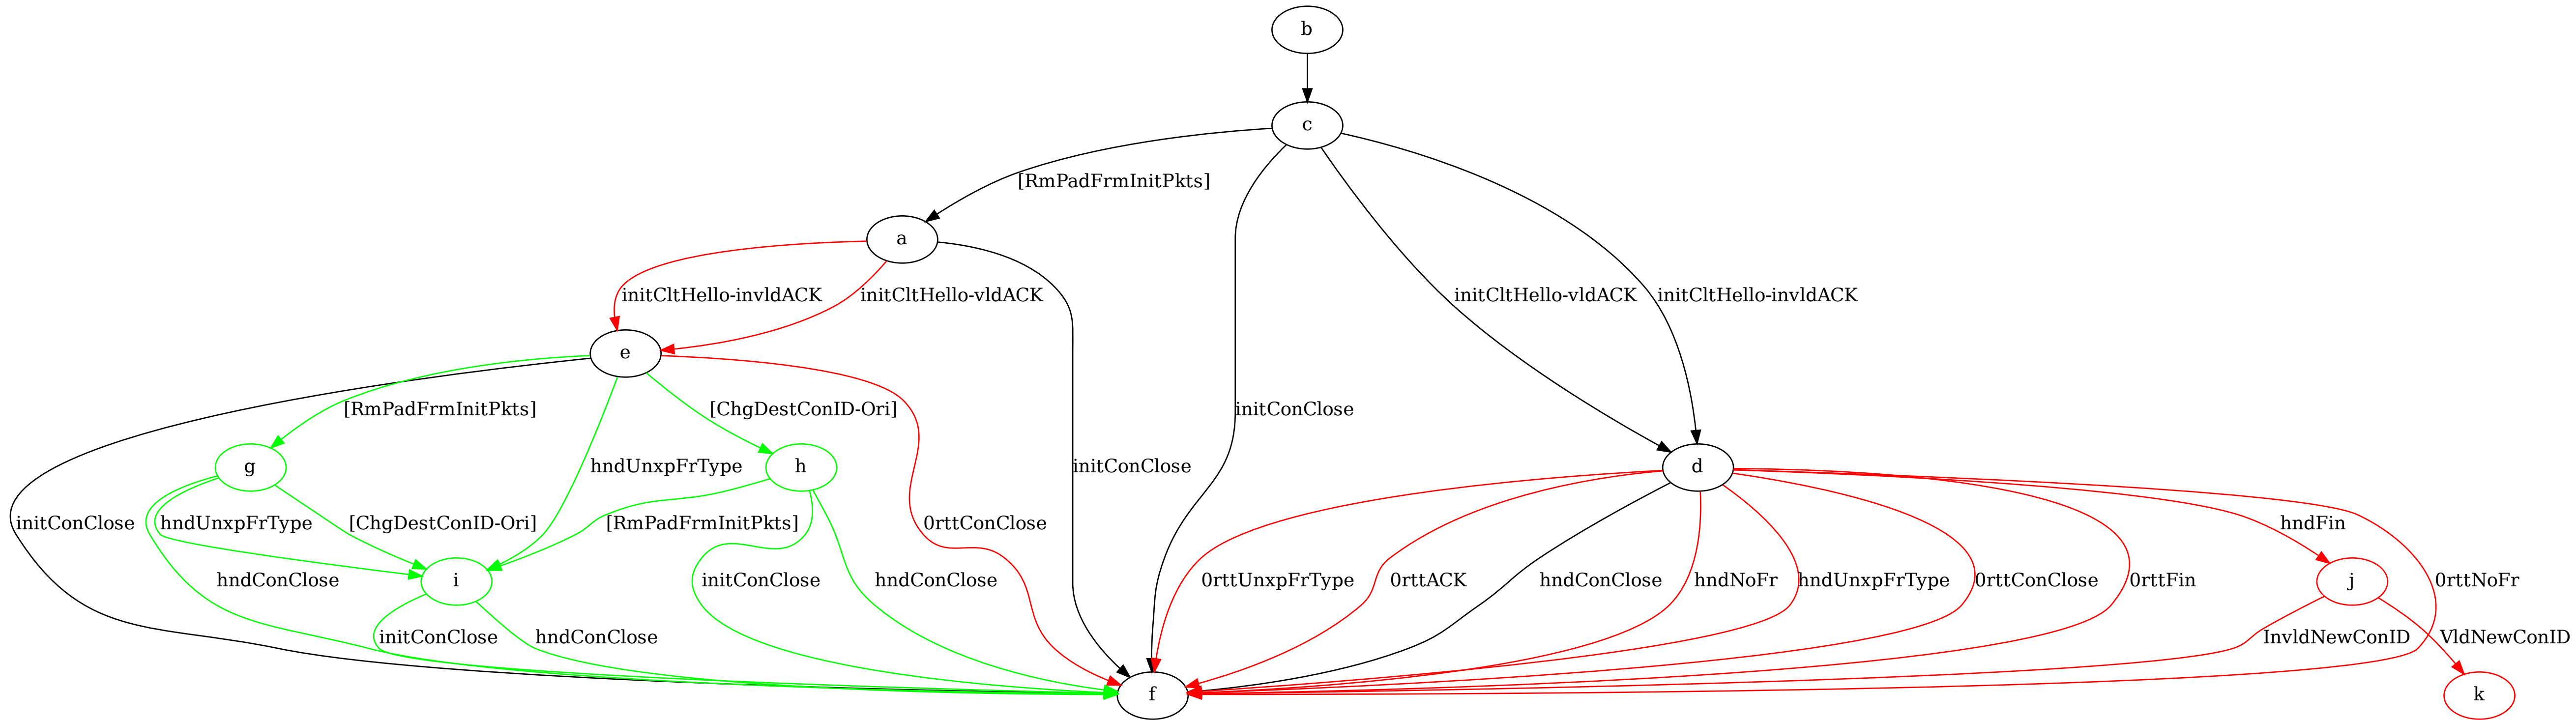 b
c
[RmPadFrmInitPkts]
a
initCltHello-invldACK
initCltHello-vldACK
initCltHello-vldACK
initCltHello-invldACK
e
[RmPadFrmInitPkts]
[ChgDestConID-Ori]
initConClose
g
hndUnxpFrType
h
initConClose
d
initConClose
hndUnxpFrType
[ChgDestConID-Ori]
[RmPadFrmInitPkts]
0rttConClose
hndFin
hndConClose
i
initConClose
hndConClose
0rttUnxpFrType
0rttACK
hndConClose
hndNoFr
hndUnxpFrType
0rttConClose
0rttFin
j
0rttNoFr
initConClose
hndConClose
InvldNewConID
VldNewConID
f
k